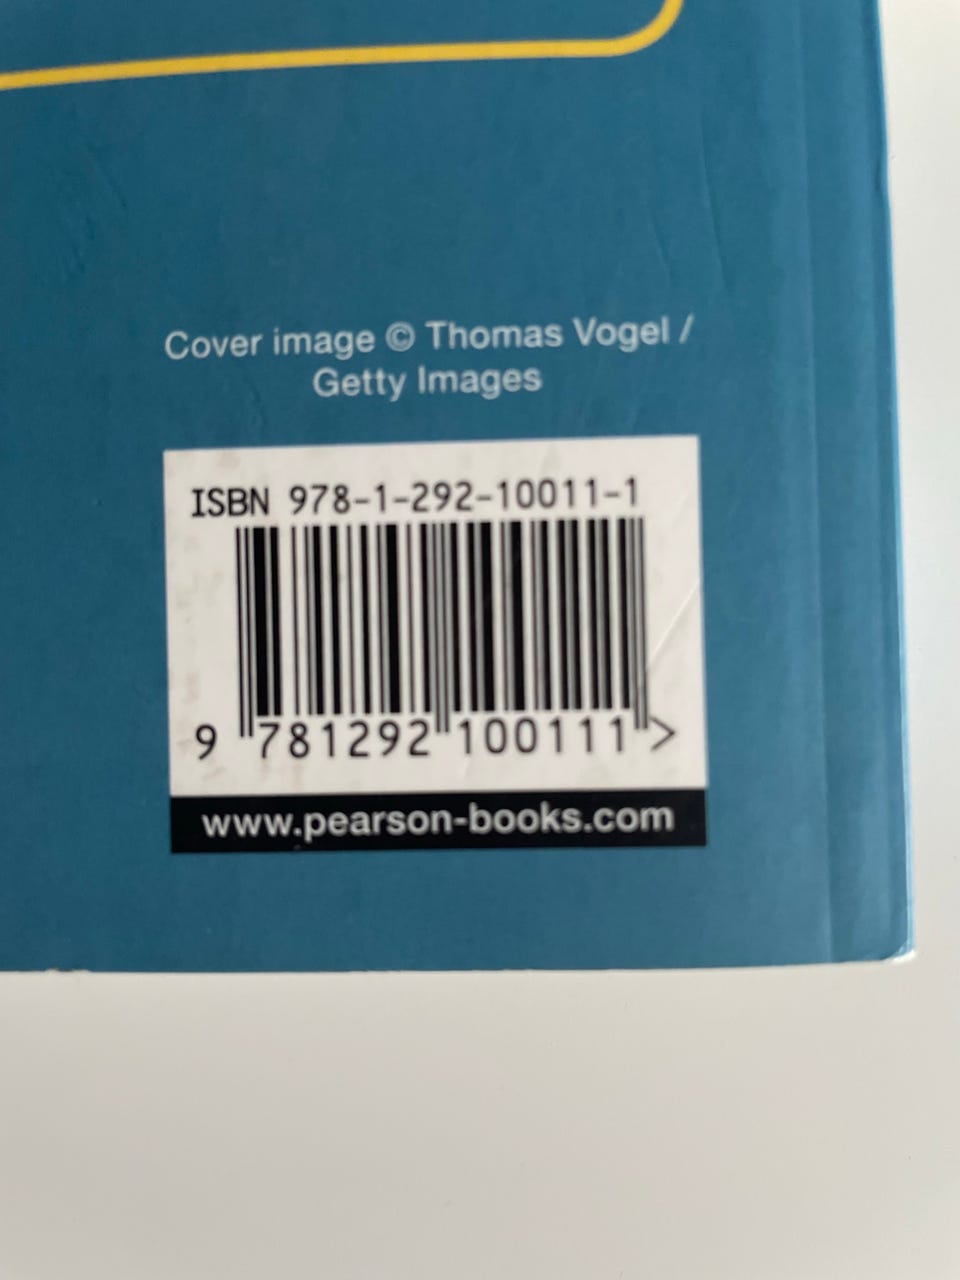 Cover image © Thomas Vogel /
Getty Images
ISBN 978-1-292-10011-1
9 781292 100111 >
www.pearson-books.com